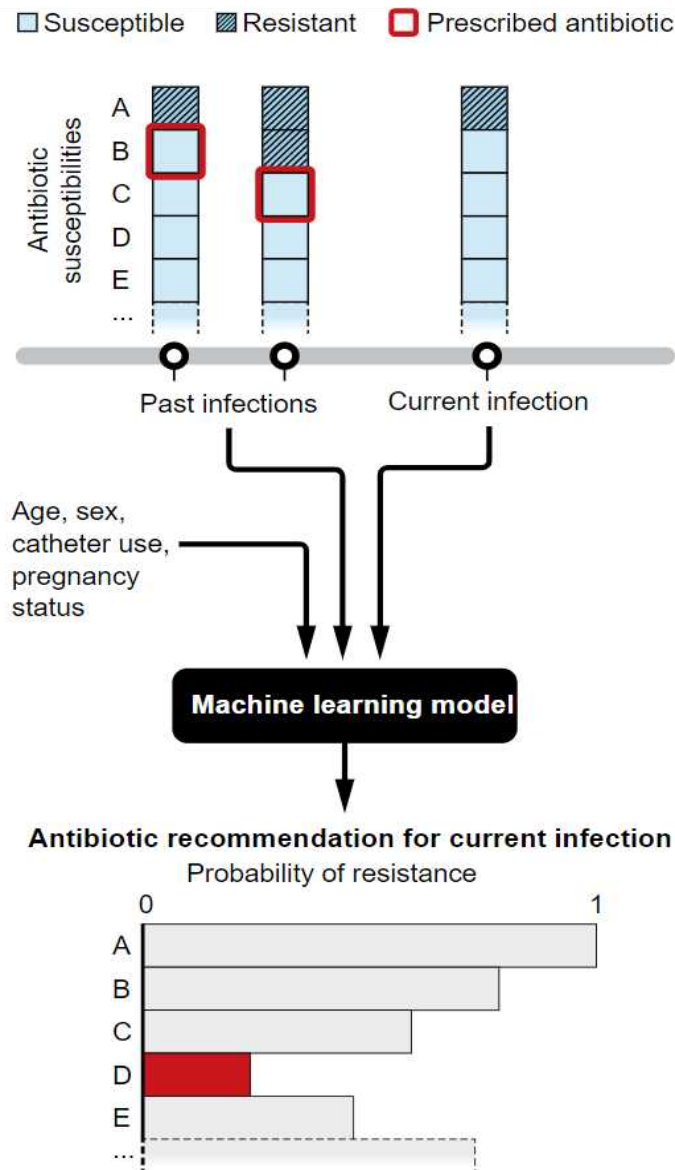 Susceptible Resistant Prescribed antibiotic
Antibiotic
susceptibilities
A
B
C
D
E
...
Past infections
Current infection
Age, sex,
catheter use,
pregnancy
status
Machine learning model
Antibiotic recommendation for current infection
Probability of resistance
0 1
A
B
C
D
E
...